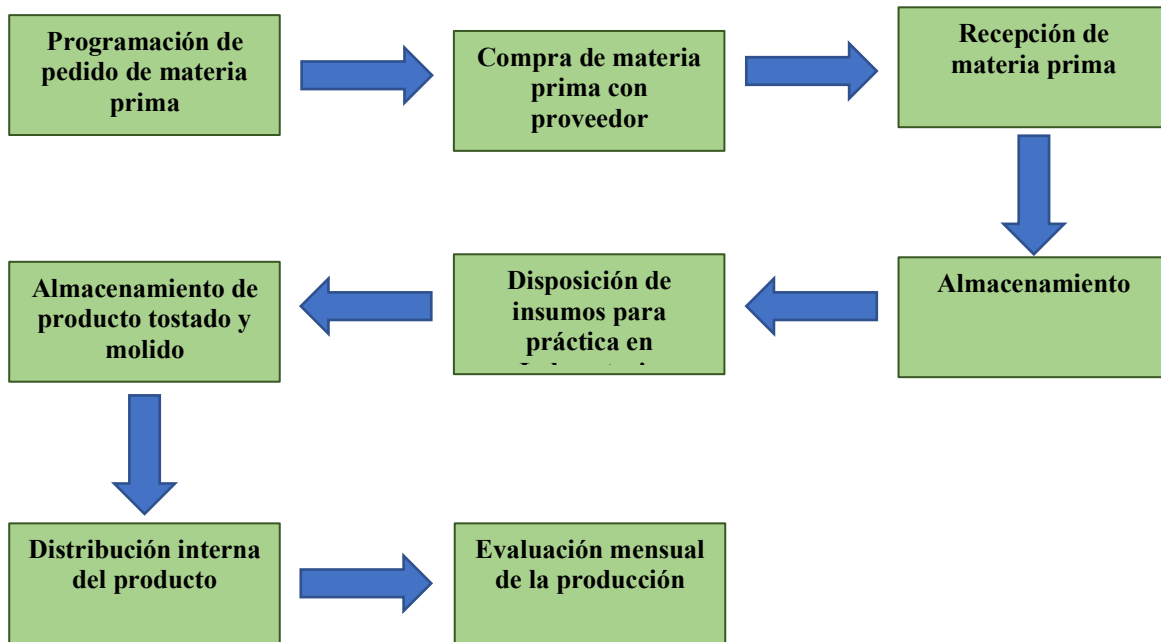 Programación de
pedido de materia
prima
Compra de materia
prima con
proveedor
Recepción de
materia prima
Almacenamiento
Disposición de
insumos para
práctica en
Almacenamiento de
producto tostado y
molido
Distribución interna
del producto
Evaluación mensual
de la producción